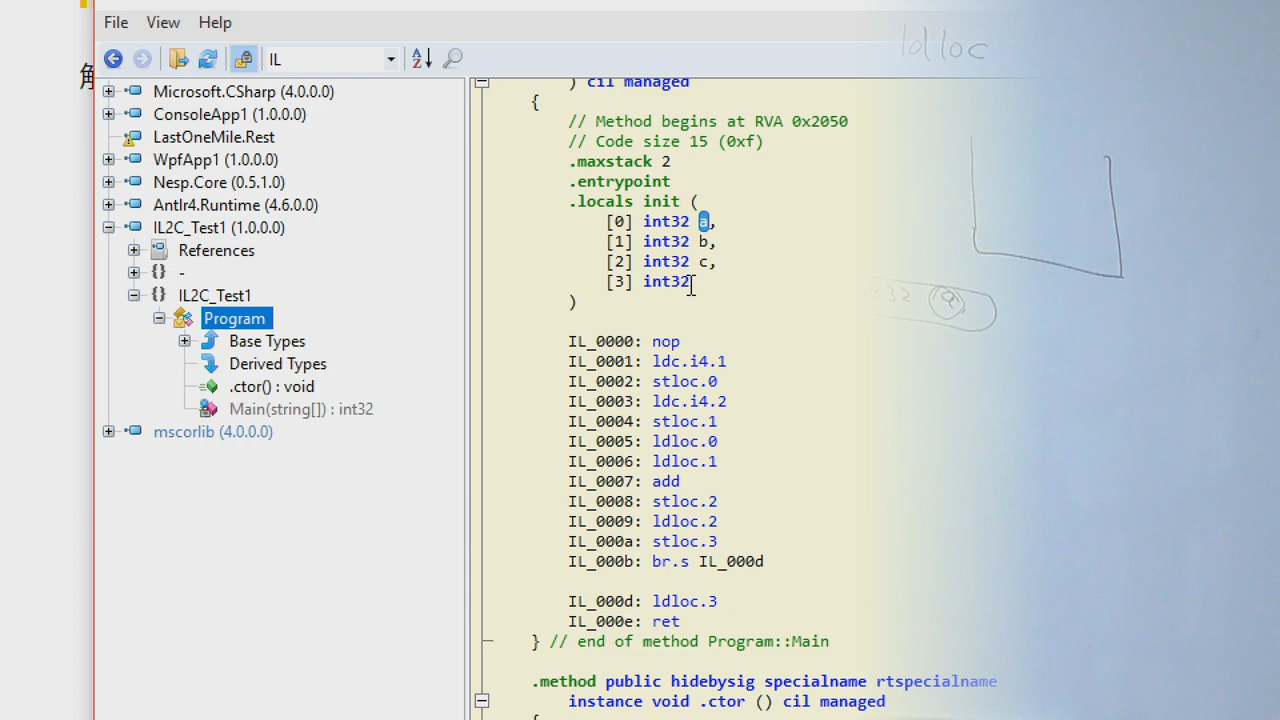 File View Help
IL
Microsoft.CSharp (4.0.0.0)
ConsoleApp1 (1.0.0.0)
LastOneMile.Rest
WpfApp1 (1.0.0.0)
Nesp.Core (0.5.1.0)
Antlr4.Runtime (4.6.0.0)
IL2C_Test1 (1.0.0.0)
References
{} -
{} IL2C_Test1
Program
Base Types
Derived Types
.ctor() : void
Main(string[]) : int32
mscorlib (4.0.0.0)
) cil managed
{
// Method begins at RVA 0x2050
// Code size 15 (0xf)
.maxstack 2
.entrypoint
.locals init (
[0] int32 a,
[1] int32 b,
[2] int32 c,
[3] int32
)
IL_0000: nop
IL_0001: ldc.i4.1
IL_0002: stloc.0
IL_0003: ldc.i4.2
IL_0004: stloc.1
IL_0005: ldloc.0
IL_0006: ldloc.1
IL_0007: add
IL_0008: stloc.2
IL_0009: ldloc.2
IL_000a: stloc.3
IL_000b: br.s IL_000d
IL_000d: ldloc.3
IL_000e: ret
} // end of method Program::Main
.method public hidebysig specialname rtspecialname
instance void .ctor () cil managed
ldloc